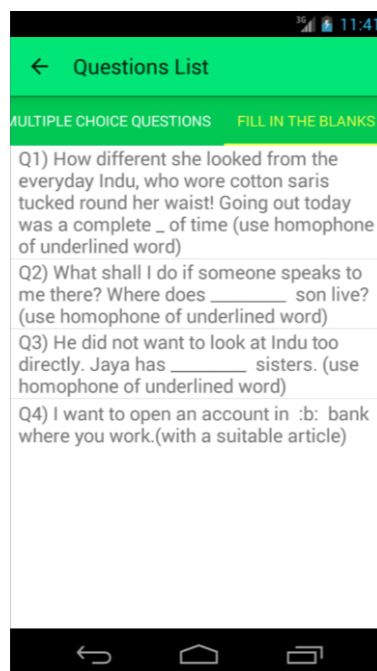 3G 11:41
Questions List
MULTIPLE CHOICE QUESTIONS FILL IN THE BLANKS
Q1) How different she looked from the
everyday Indu, who wore cotton saris
tucked round her waist! Going out today
was a complete _ of time (use homophone
of underlined word)
Q2) What shall I do if someone speaks to
me there? Where does ________ son live?
(use homophone of underlined word)
Q3) He did not want to look at Indu too
directly. Jaya has ________ sisters. (use
homophone of underlined word)
Q4) I want to open an account in :b: bank
where you work.(with a suitable article)